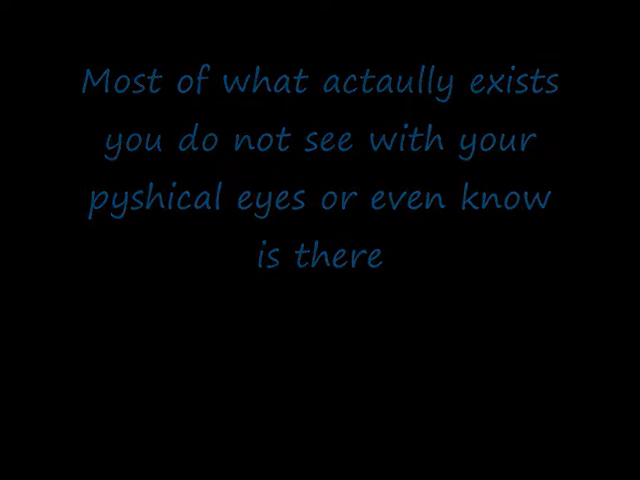 Most of what actaully exists
you do not see with your
pyshical eyes or even know
is there